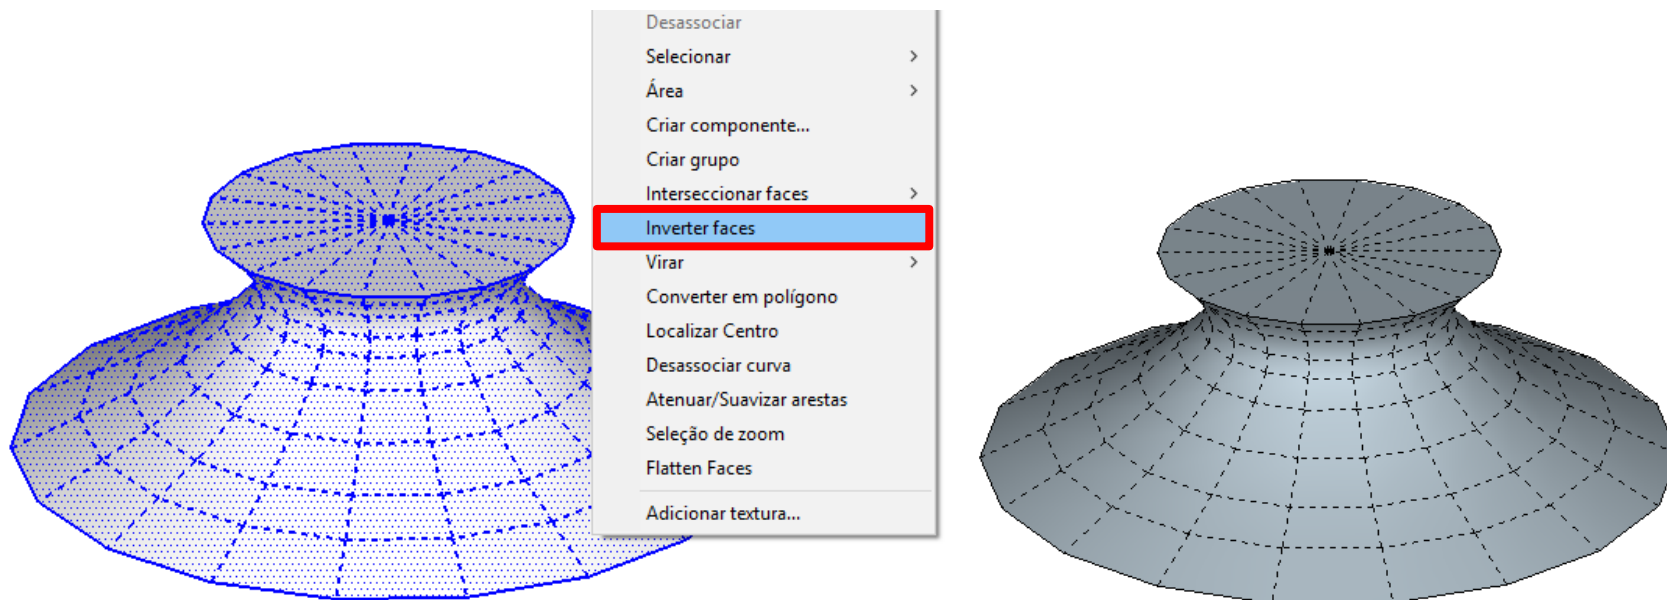 Desassociar
Selecionar
Área
Criar componente...
Criar grupo
Interseccionar faces
Inverter faces
Virar
Converter em polígono
Localizar Centro
Desassociar curva
Atenuar/Suavizar arestas
Seleção de zoom
Flatten Faces
Adicionar textura...